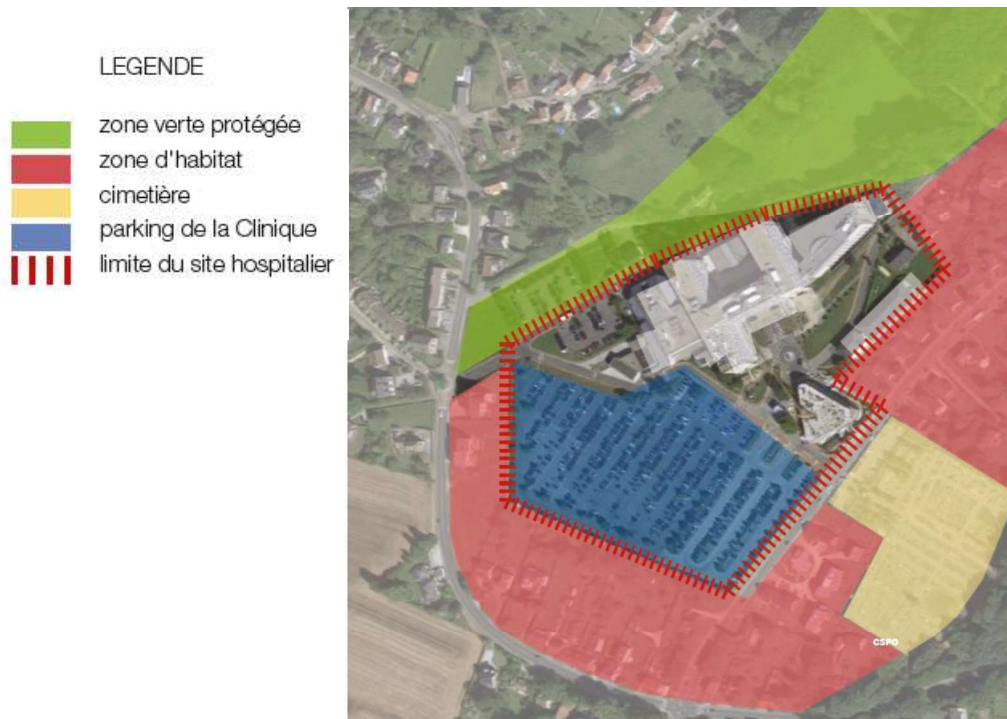 LEGENDE
zone verte protégée
zone d'habitat
cimetière
parking de la Clinique
limite du site hospitalier
CSPO